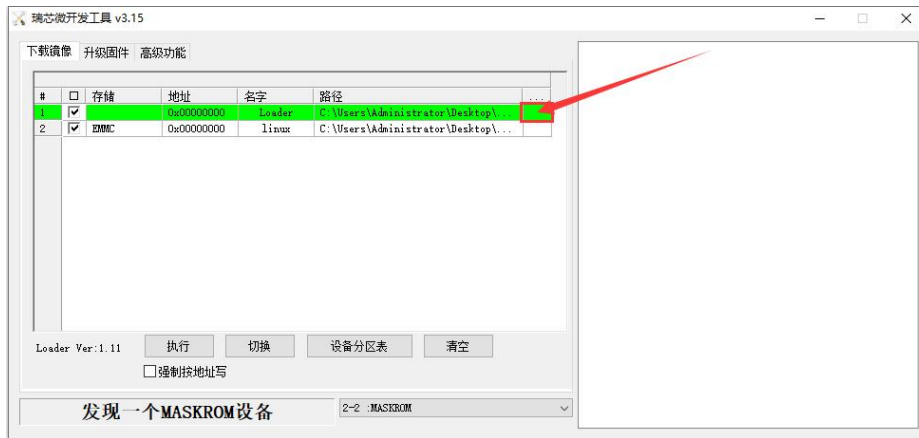 瑞芯微开发工具 v3.15
下载镜像 升级固件 高级功能
# 存储 地址 名字 路径 ...
1 0x00000000 Loader C:\Users\Administrator\Desktop\...
2 EMMC 0x00000000 linux C:\Users\Administrator\Desktop\...
Loader Ver:1.11 执行 切换 设备分区表 清空
强制按地址写
发现一个MASKROM设备 2-2 :MASKROM